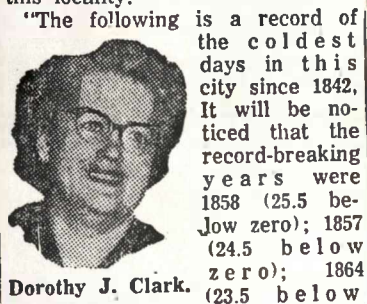 this locality.
"The following is a record of
the coldest
days in this
city since 1842.
It will be no-
ticed that the
record-breaking
years were
1858 (25.5 be-
low zero); 1857
(24.5 below
zero); 1864
(23.5 below
Dorothy J. Clark.